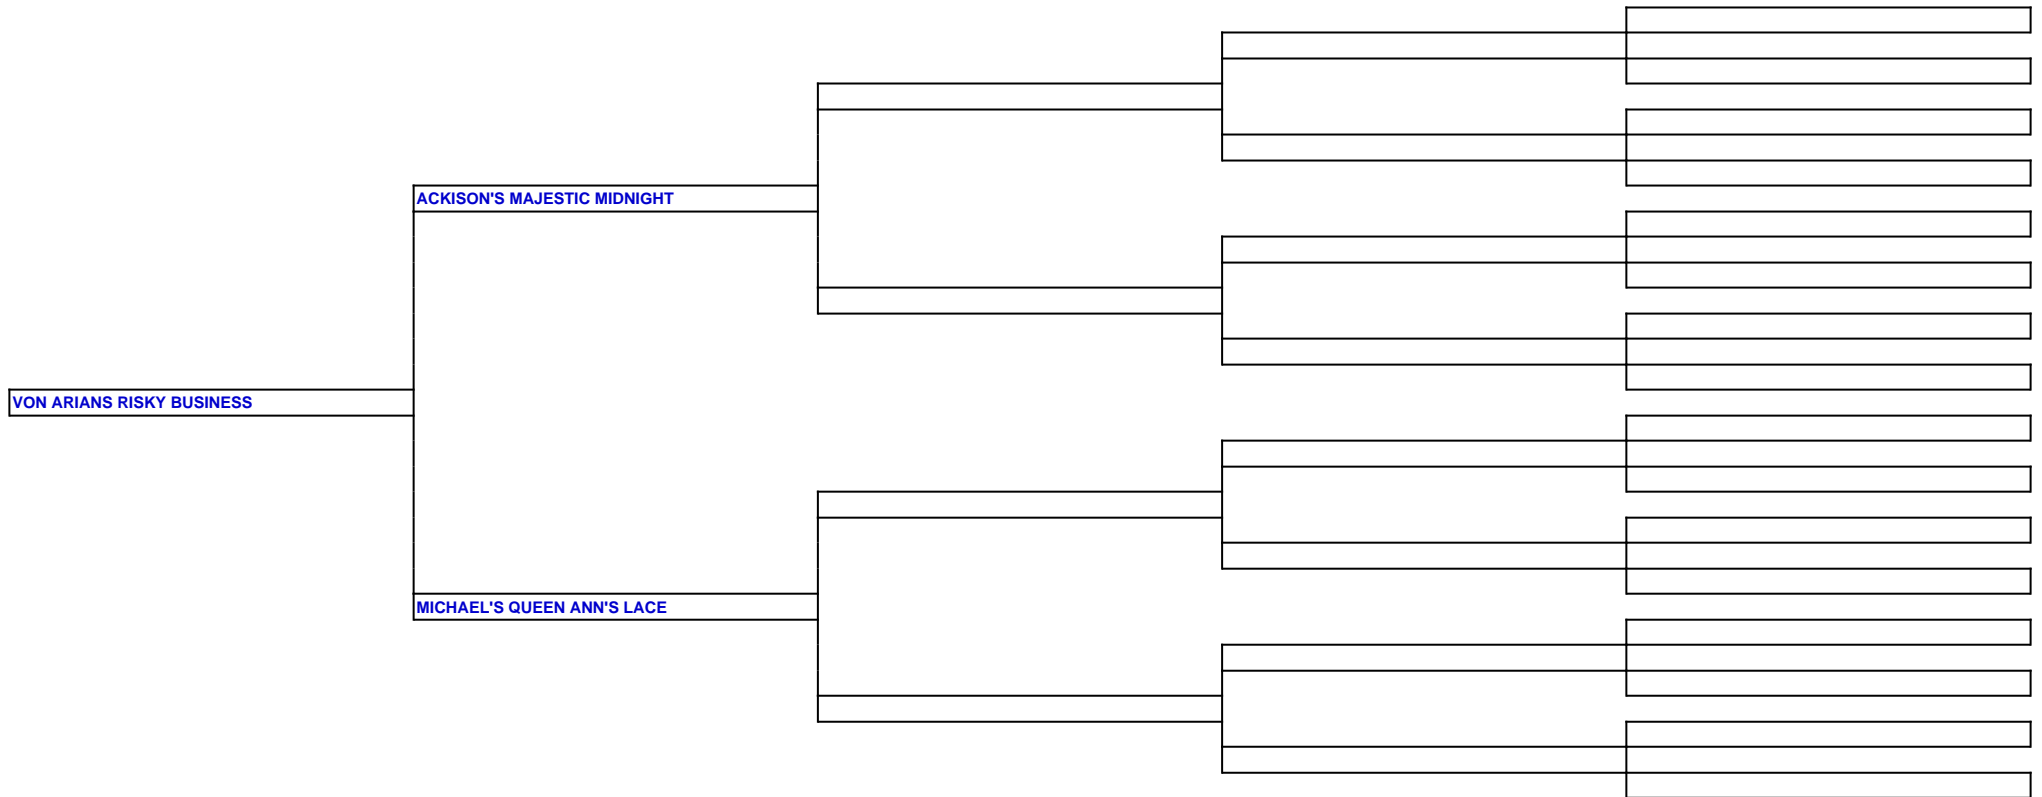 ACKISON'S MAJESTIC MIDNIGHT
VON ARIANS RISKY BUSINESS
MICHAEL'S QUEEN ANN'S LACE